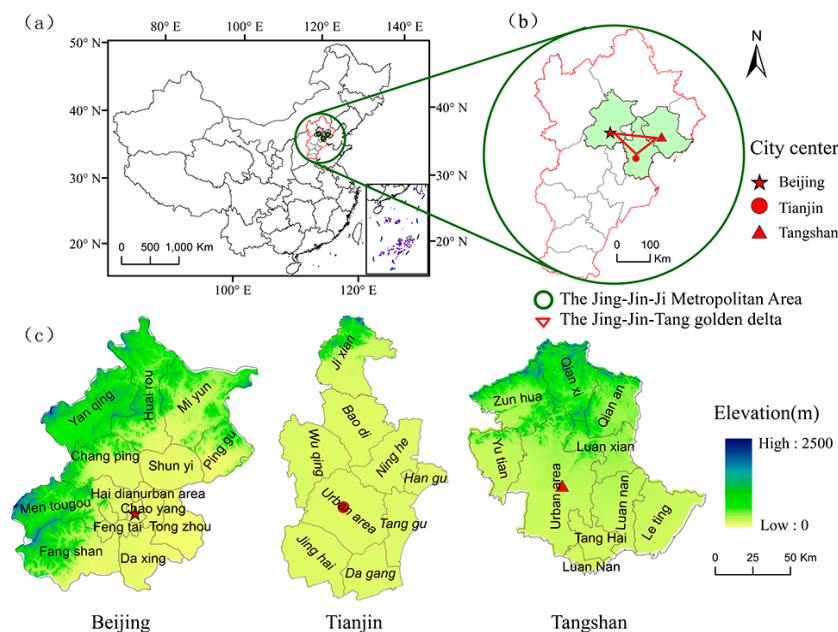 (a)
80° E
100° E
120° E
140° E
(b)
50° N
40° N
30° N
20° N
40° N
30° N
20° N
0 500 1,000 Km
100° E
120° E
N
City center
Beijing
Tianjin
Tangshan
0 100
Km
The Jing-Jin-Ji Metropolitan Area
The Jing-Jin-Tang golden delta
(c)
Yan qing
Huai rou
Mi yun
Chang ping
Shun yi
Ping gu
Hai dian
urban area
Men tougou
Chao yang
Feng tai
Tong zhou
Fang shan
Da xing
Beijing
Ji xian
Bao di
Wu qing
Ning he
Han gu
Urban area
Tang gu
Jing hai
Da gang
Tianjin
Zun hua
Qian xi
Qian an
Yu tian
Luan xian
Urban area
Luan nan
Le ting
Tang Hai
Luan Nan
Tangshan
Elevation(m)
High : 2500
Low : 0
0 25 50
Km